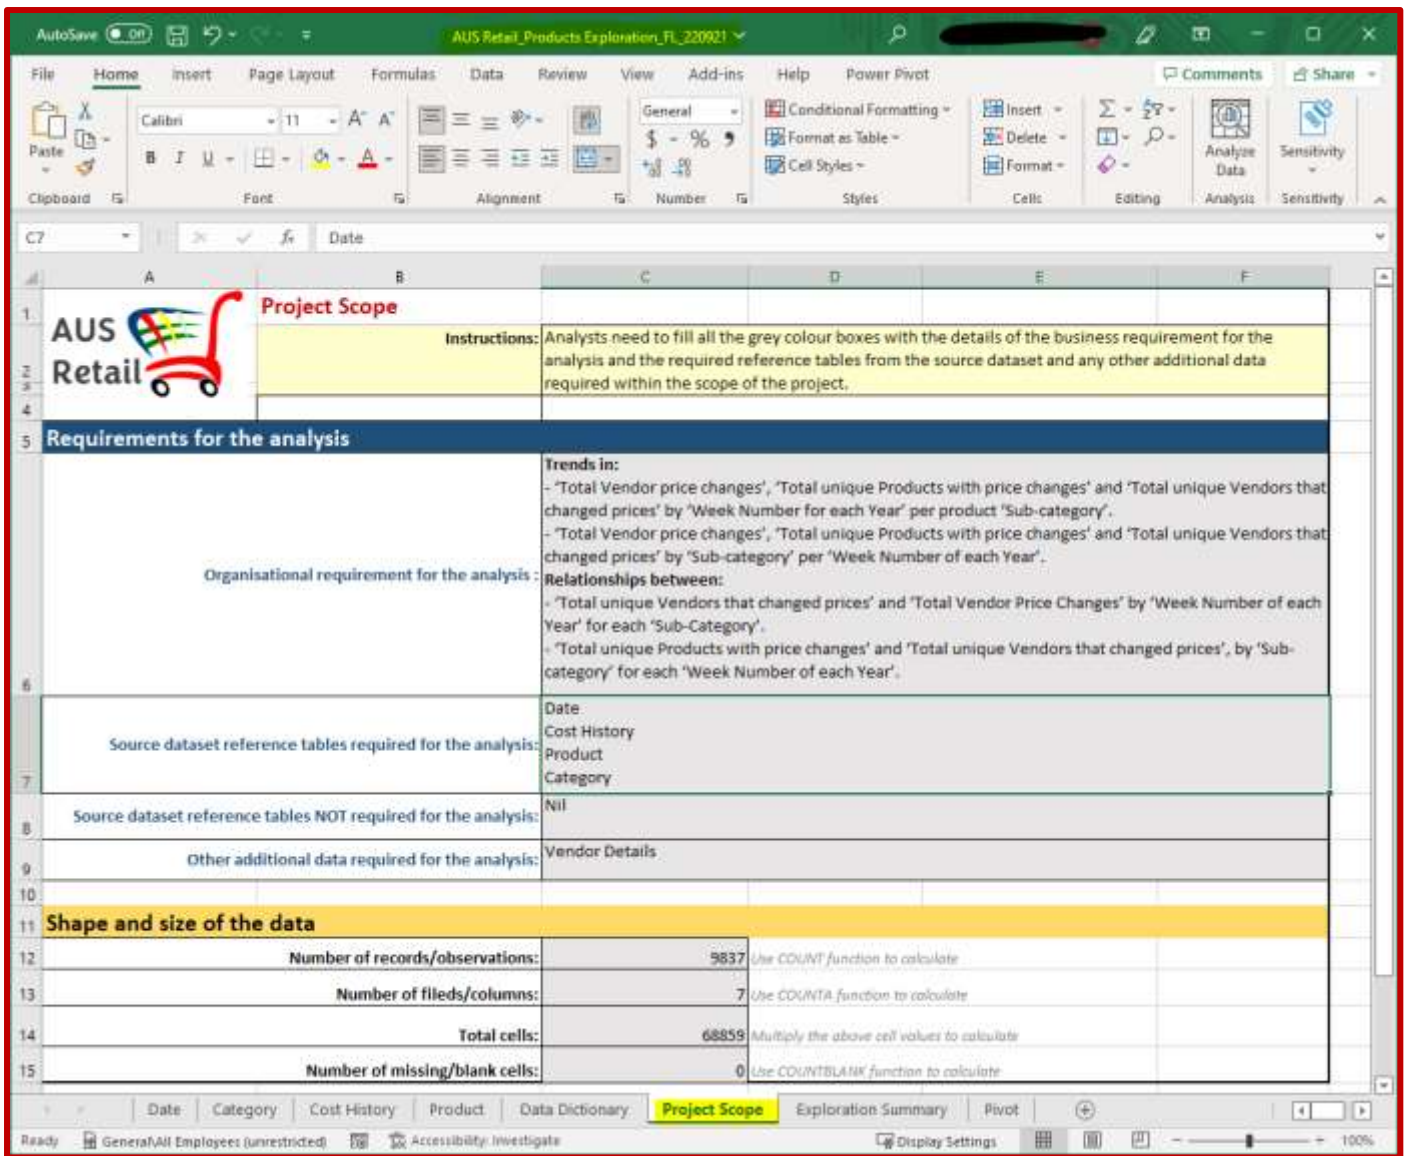 AutoSave Off AUS Retail_Products Exploration_FL_220921
File Home Insert Page Layout Formulas Data Review View Add-ins Help Power Pivot Comments Share
Paste Calibri 11 General Conditional Formatting Insert
$ % Format as Table Delete
B I U A Cell Styles Format Analyze Data Sensitivity
Clipboard Font Alignment Number Styles Cells Editing Analysis Sensitivity
C7 fx Date
A B C D E F
1 Project Scope
AUS Retail
2 Instructions: Analysts need to fill all the grey colour boxes with the details of the business requirement for the
analysis and the required reference tables from the source dataset and any other additional data
3 required within the scope of the project.
4
5 Requirements for the analysis
Trends in:
- 'Total Vendor price changes', 'Total unique Products with price changes' and 'Total unique Vendors that
changed prices' by 'Week Number for each Year' per product 'Sub-category'.
- 'Total Vendor price changes', 'Total unique Products with price changes' and 'Total unique Vendors that
changed prices' by 'Sub-category' per 'Week Number of each Year'.
Organisational requirement for the analysis : Relationships between:
- 'Total unique Vendors that changed prices' and 'Total Vendor Price Changes' by 'Week Number of each
Year' for each 'Sub-Category'.
- 'Total unique Products with price changes' and 'Total unique Vendors that changed prices', by 'Sub-
6 category' for each 'Week Number of each Year'.
Date
Source dataset reference tables required for the analysis: Cost History
Product
7 Category
8 Source dataset reference tables NOT required for the analysis: Nil
9 Other additional data required for the analysis: Vendor Details
10
11 Shape and size of the data
12 Number of records/observations: 9837 Use COUNT function to calculate
13 Number of fileds/columns: 7 Use COUNTA function to calculate
14 Total cells: 68859 Multiply the above cell values to calculate
15 Number of missing/blank cells: 0 Use COUNTBLANK function to calculate
Date Category Cost History Product Data Dictionary Project Scope Exploration Summary Pivot
Ready General\All Employees (unrestricted) Accessibility: Investigate Display Settings 100%